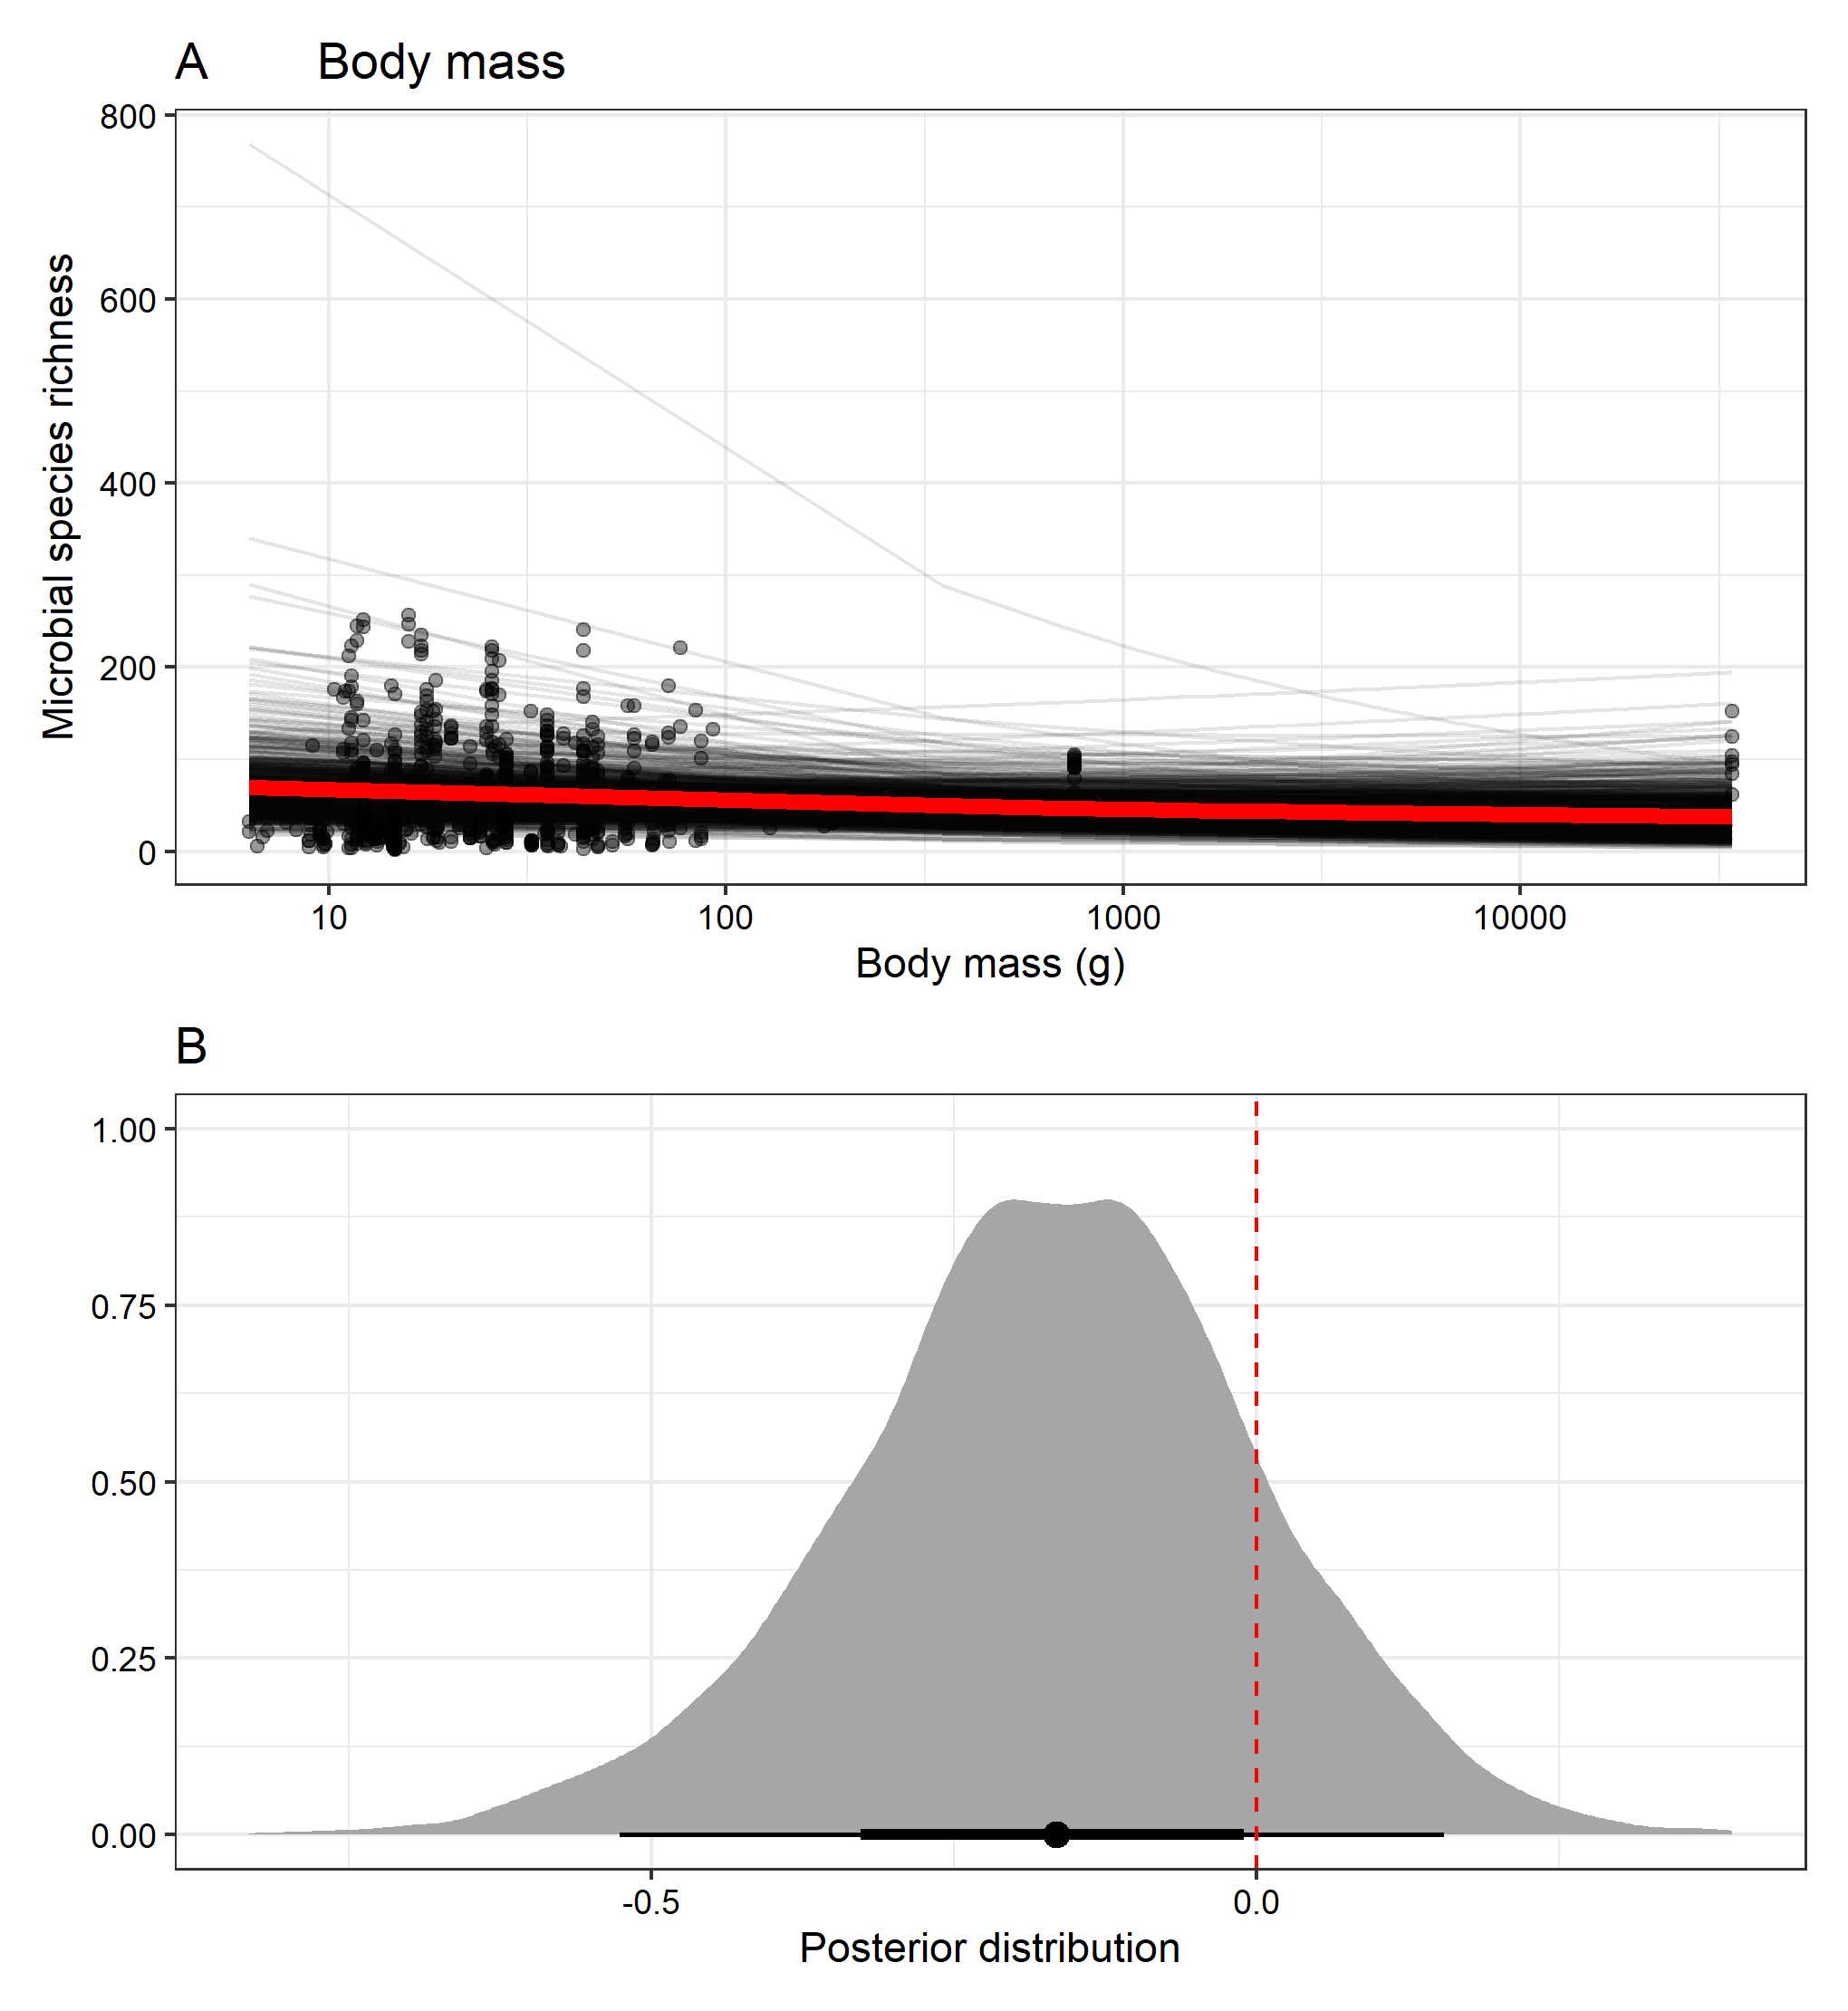 A Body mass
800
600
400
200
0
Microbial species richness
10 100 1000 10000
Body mass (g)
B
1.00
0.75
0.50
0.25
0.00
-0.5 0.0
Posterior distribution